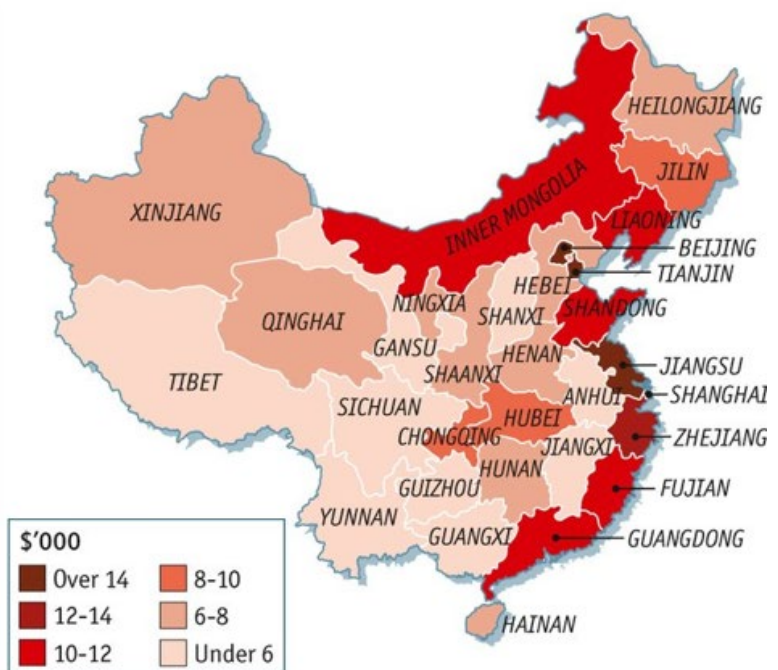 HEILONGJIANG
JILIN
XINJIANG
INNER MONGOLIA
LIAONING
BEIJING
TIANJIN
HEBEI
NINGXIA
SHANXI
SHANDONG
QINGHAI
GANSU
HENAN
SHAANXI
JIANGSU
TIBET
ANHUI
SHANGHAI
SICHUAN
HUBEI
CHONGQING
ZHEJIANG
JIANGXI
HUNAN
GUIZHOU
FUJIAN
YUNNAN
GUANGXI
GUANGDONG
HAINAN
$'000
Over 14
8-10
12-14
6-8
10-12
Under 6